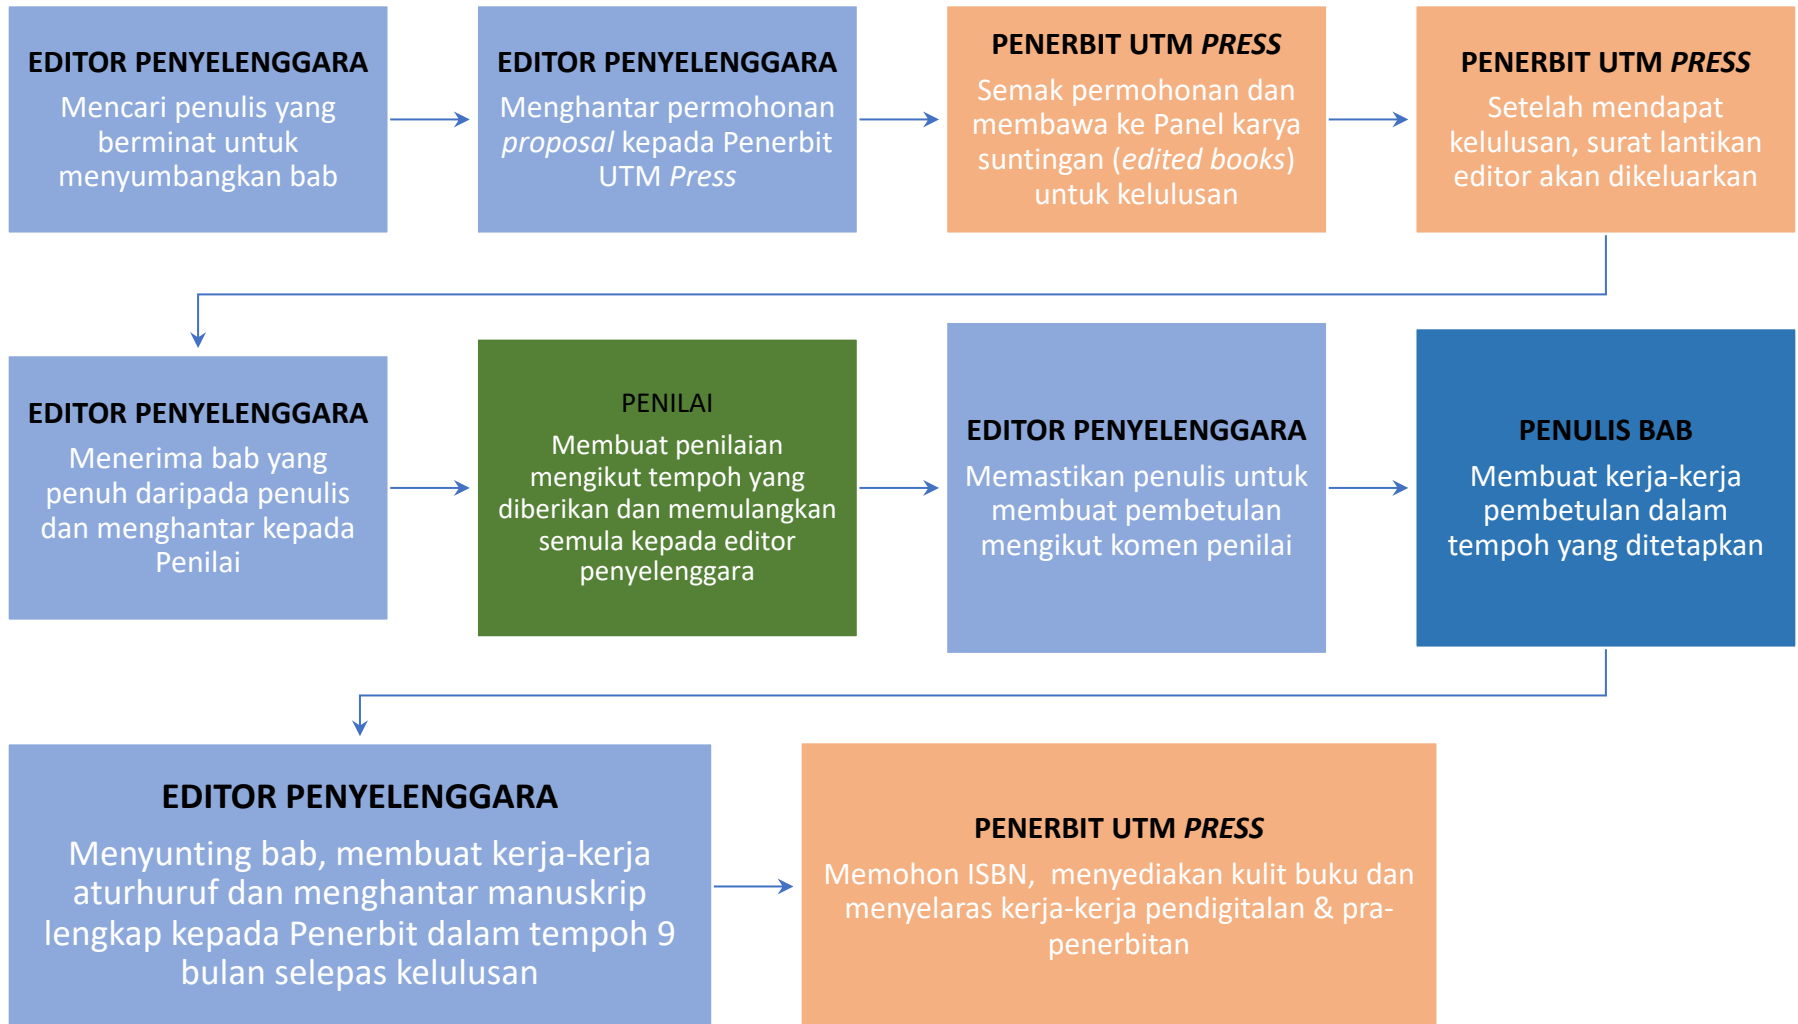 EDITOR PENYELENGGARA
Mencari penulis yang
berminat untuk
menyumbangkan bab
EDITOR PENYELENGGARA
Menghantar permohonan
proposal kepada Penerbit
UTM Press
PENERBIT UTM PRESS
Semak permohonan dan
membawa ke Panel karya
suntingan (edited books)
untuk kelulusan
PENERBIT UTM PRESS
Setelah mendapat
kelulusan, surat lantikan
editor akan dikeluarkan
EDITOR PENYELENGGARA
Menerima bab yang
penuh daripada penulis
dan menghantar kepada
Penilai
PENILAI
Membuat penilaian
mengikut tempoh yang
diberikan dan memulangkan
semula kepada editor
penyelenggara
EDITOR PENYELENGGARA
Memastikan penulis untuk
membuat pembetulan
mengikut komen penilai
PENULIS BAB
Membuat kerja-kerja
pembetulan dalam
tempoh yang ditetapkan
EDITOR PENYELENGGARA
Menyunting bab, membuat kerja-kerja
aturhuruf dan menghantar manuskrip
lengkap kepada Penerbit dalam tempoh 9
bulan selepas kelulusan
PENERBIT UTM PRESS
Memohon ISBN,  menyediakan kulit buku dan
menyelaras kerja-kerja pendigitalan & pra-
penerbitan